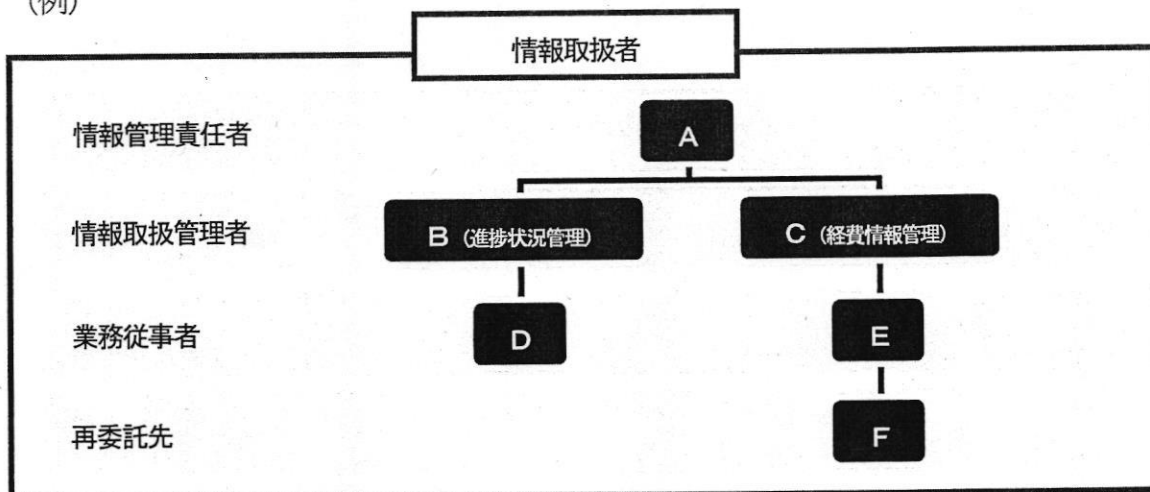 （例）
情報取扱者
情報管理責任者
A
情報取扱管理者
B（進捗状況管理）
C（経費情報管理）
業務従事者
D
E
再委託先
F